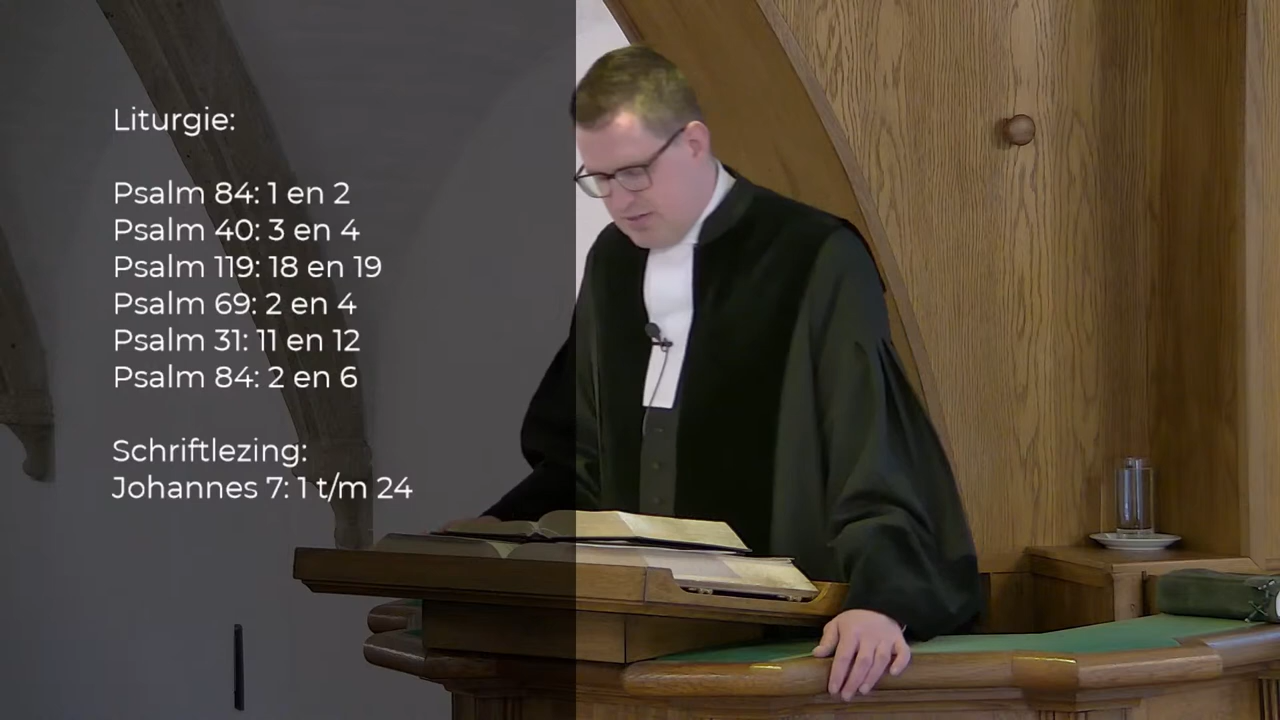 Liturgie:
Psalm 84: 1 en 2
Psalm 40: 3 en 4
Psalm 119: 18 en 19
Psalm 69: 2 en 4
Psalm 31: 11 en 12
Psalm 84: 2 en 6
Schriftlezing:
Johannes 7: 1 t/m 24